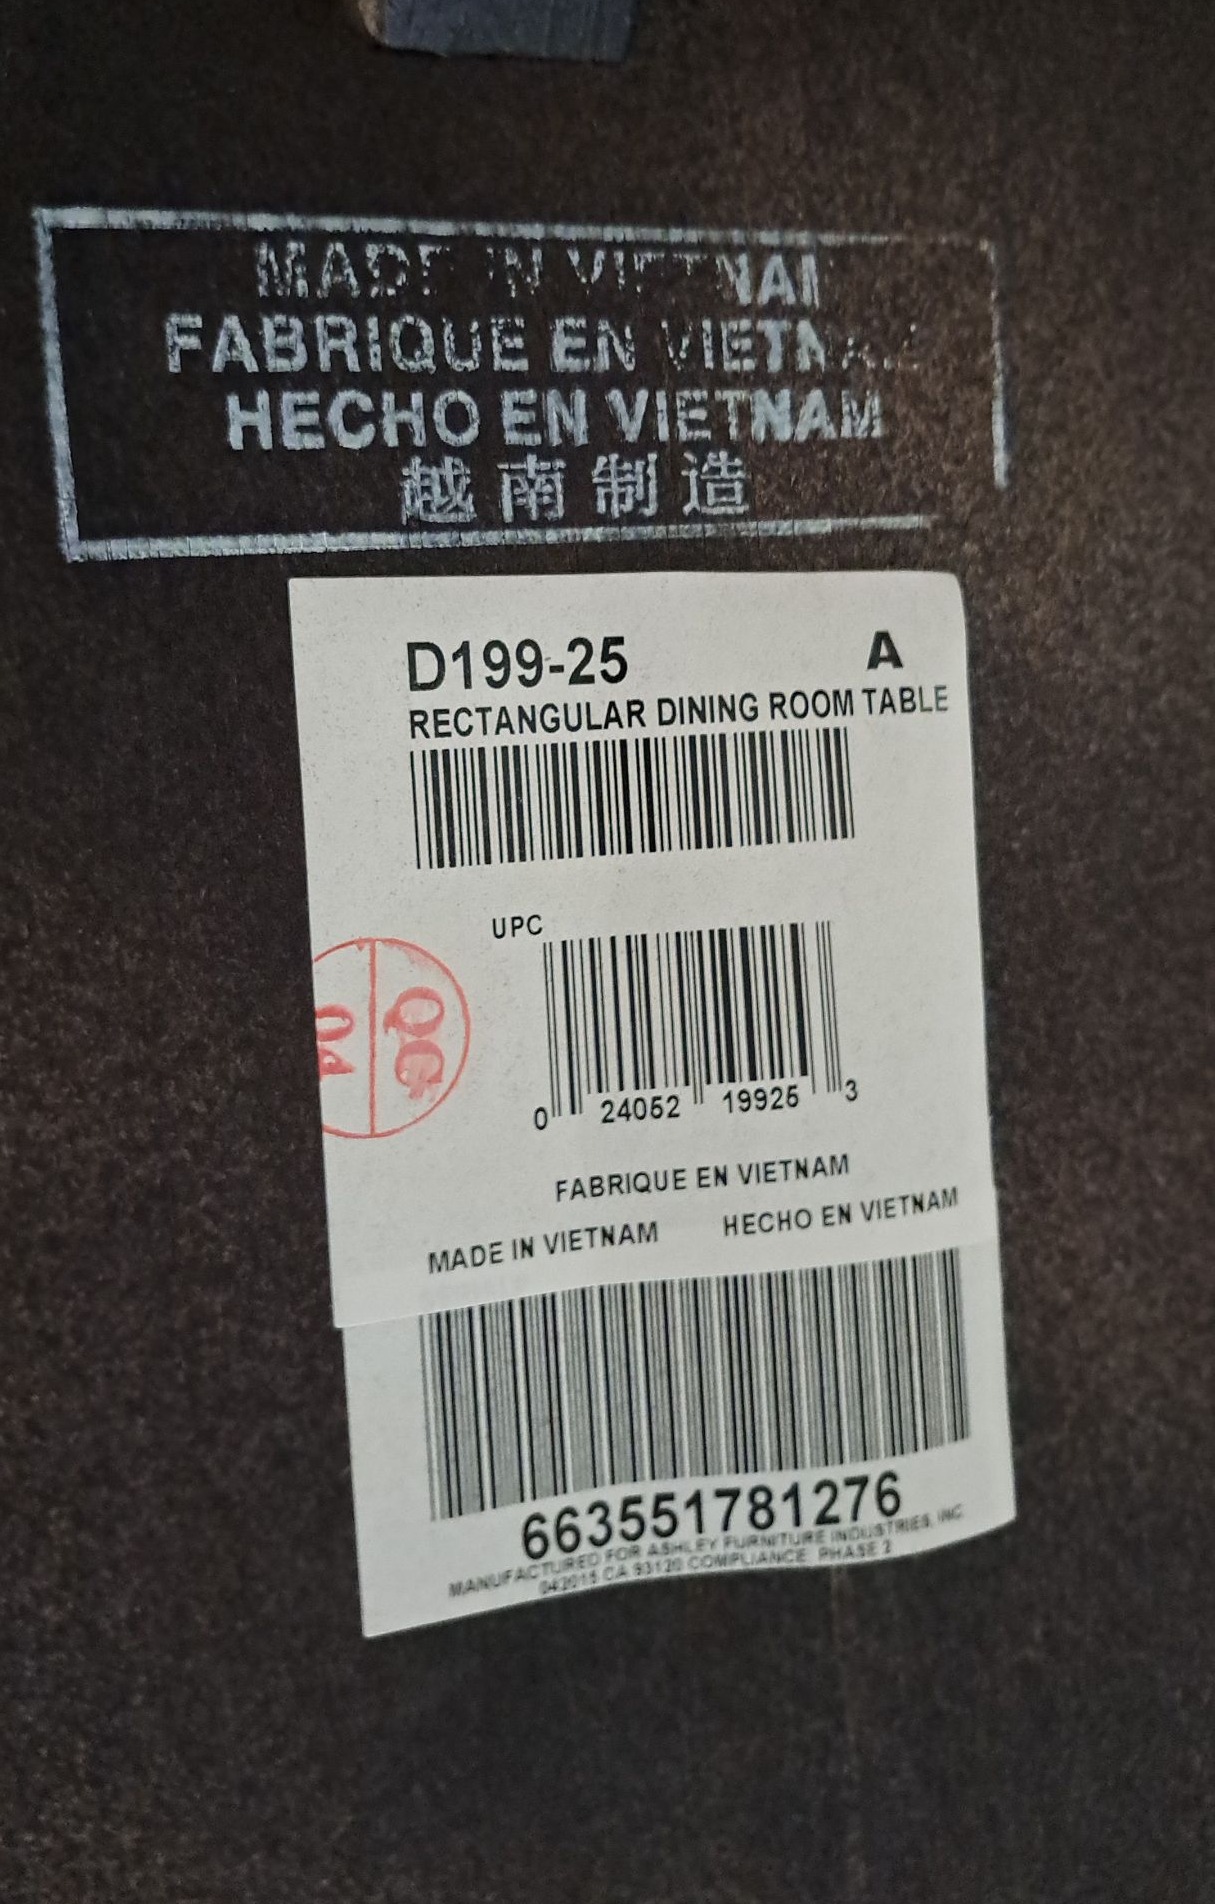 MADE IN VIETNAM
FABRIQUE EN VIETNAM
HECHO EN VIETNAM
越南制造
D199-25 A
RECTANGULAR DINING ROOM TABLE
UPC
QC
04
0 24052 19925 3
FABRIQUE EN VIETNAM
MADE IN VIETNAM HECHO EN VIETNAM
663551781276
MANUFACTURED FOR ASHLEY FURNITURE INDUSTRIES, INC
042015 CA 93120 COMPLIANCE PHASE 2